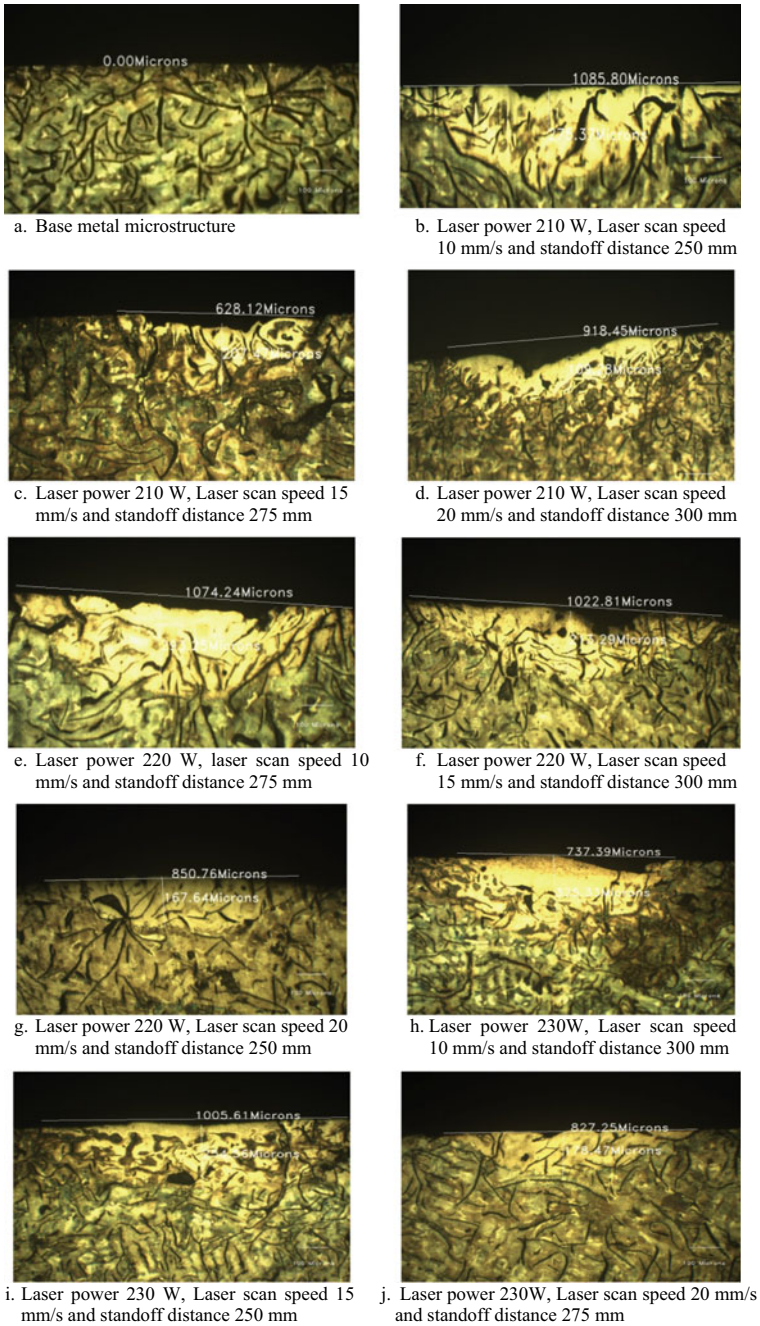 0.00Microns
100 Microns
a. Base metal microstructure
1085.80Microns
100 Microns
b. Laser power 210 W, Laser scan speed
10 mm/s and standoff distance 250 mm
628.12Microns
c. Laser power 210 W, Laser scan speed 15
mm/s and standoff distance 275 mm
918.45Microns
d. Laser power 210 W, Laser scan speed
20 mm/s and standoff distance 300 mm
1074.24Microns
e. Laser power 220 W, laser scan speed 10
mm/s and standoff distance 275 mm
1022.81Microns
f. Laser power 220 W, Laser scan speed
15 mm/s and standoff distance 300 mm
850.76Microns
167.64Microns
g. Laser power 220 W, Laser scan speed 20
mm/s and standoff distance 250 mm
737.39Microns
h. Laser power 230W, Laser scan speed
10 mm/s and standoff distance 300 mm
1005.61Microns
i. Laser power 230 W, Laser scan speed 15
mm/s and standoff distance 250 mm
827.25Microns
178.47Microns
j. Laser power 230W, Laser scan speed 20 mm/s
and standoff distance 275 mm